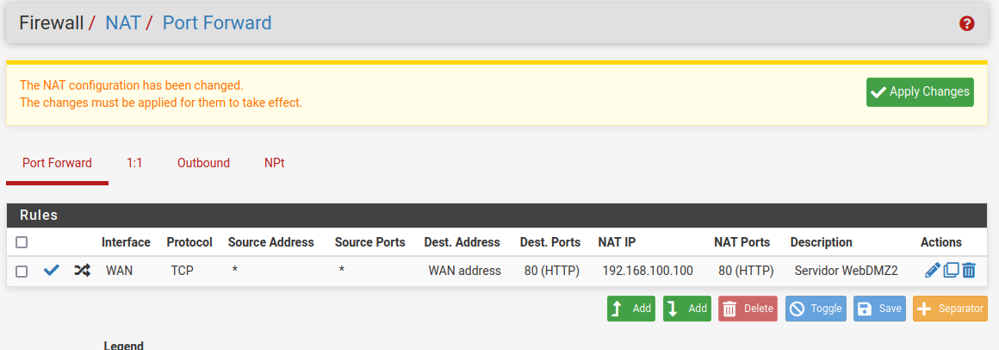 Firewall / NAT / Port Forward
The NAT configuration has been changed.
The changes must be applied for them to take effect.
Apply Changes
Port Forward 1:1 Outbound NPt
Rules
Interface Protocol Source Address Source Ports Dest. Address Dest. Ports NAT IP NAT Ports Description Actions
WAN TCP * * WAN address 80 (HTTP) 192.168.100.100 80 (HTTP) Servidor WebDMZ2
Add Add Delete Toggle Save Separator
Legend